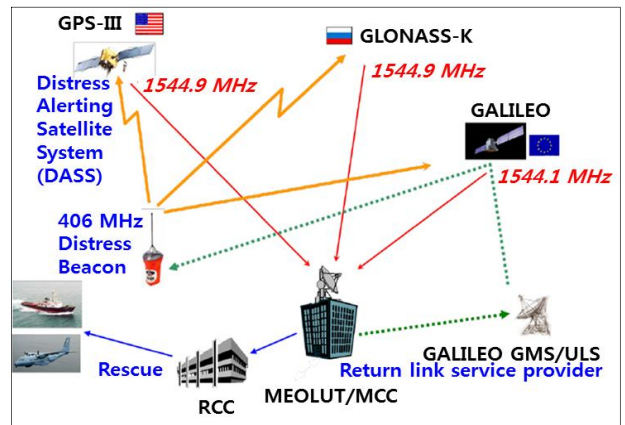 GPS-III
GLONASS-K
1544.9 MHz
1544.9 MHz
Distress
Alerting
Satellite
System
(DASS)
GALILEO
1544.1 MHz
406 MHz
Distress
Beacon
GALILEO GMS/ULS
Return link service provider
Rescue
MEOLUT/MCC
RCC